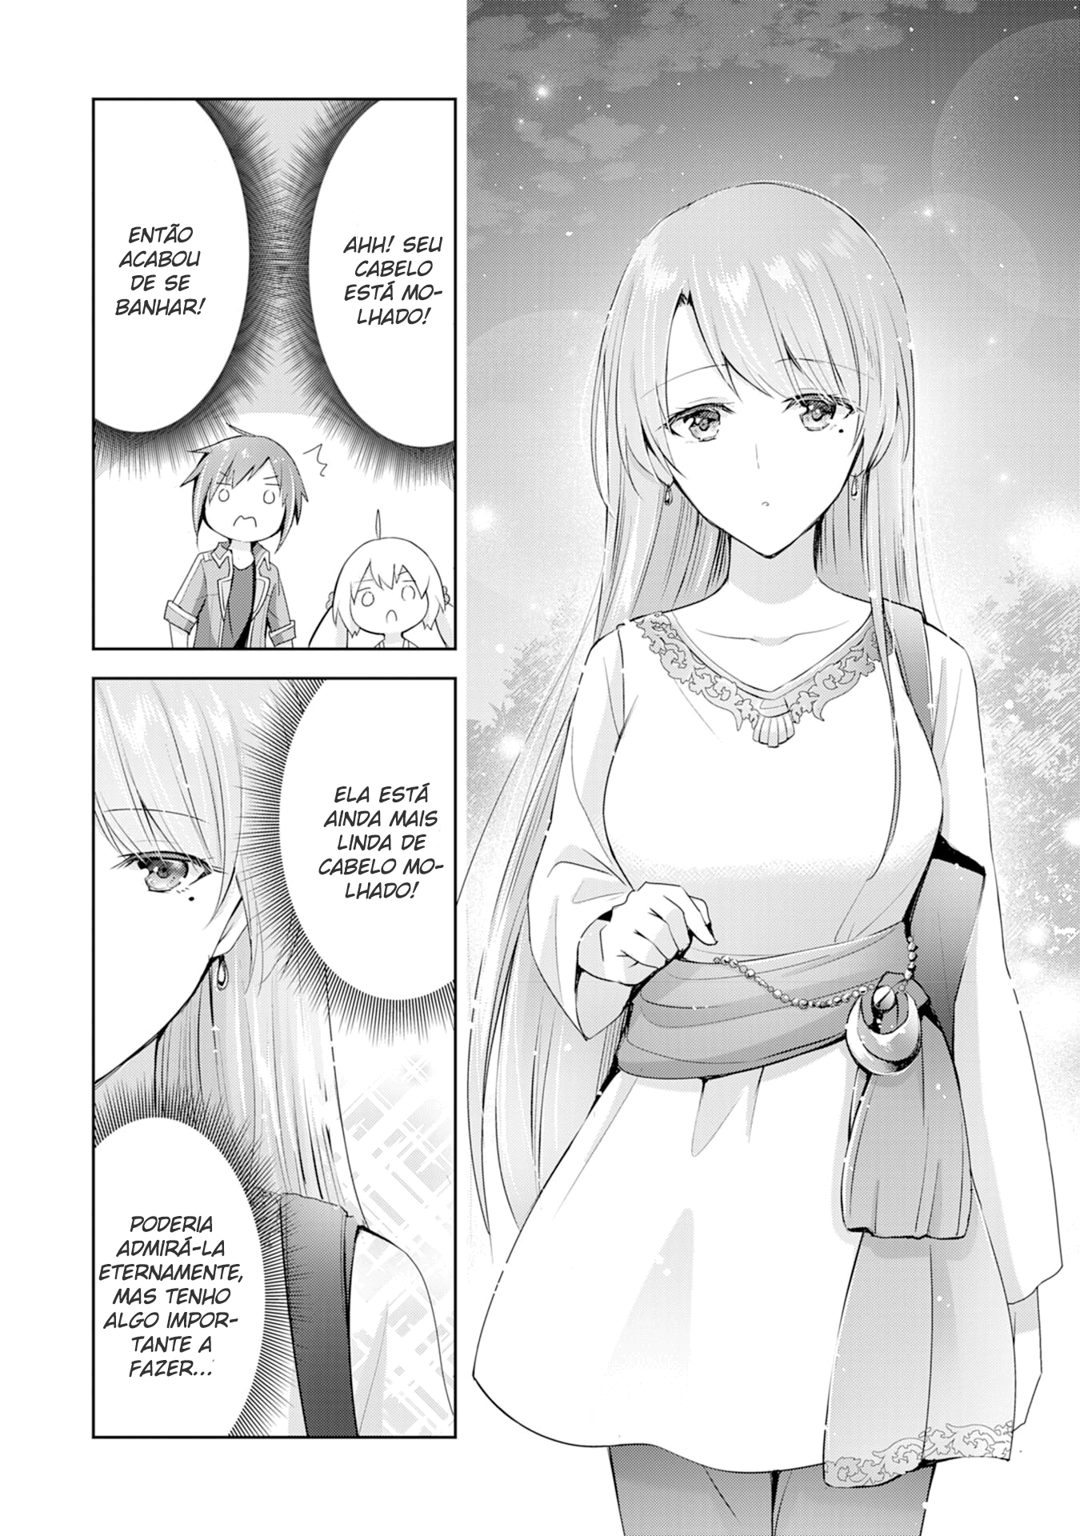 AHH! SEU
CABELO
ESTÁ MO-
LHADO!
ENTÃO
ACABOU
DE SE
BANHAR!
ELA ESTÁ
AINDA MAIS
LINDA DE
CABELO MO-
LHADO!
PODERIA
ADMIRÁ-LA
ETERNAMENTE,
MAS TENHO
ALGO IMPOR-
TANTE A
FAZER...